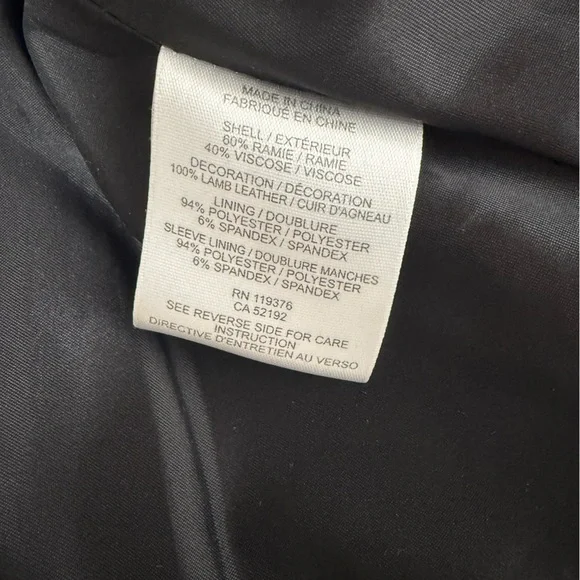 MADE IN CHINA
FABRIQUÉ EN CHINE
SHELL / EXTÉRIEUR
60% RAMIE / RAMIE
40% VISCOSE / VISCOSE
DECORATION / DÉCORATION
100% LAMB LEATHER / CUIR D'AGNEAU
LINING / DOUBLURE
94% POLYESTER / POLYESTER
6% SPANDEX / SPANDEX
SLEEVE LINING / DOUBLURE MANCHES
94% POLYESTER / POLYESTER
6% SPANDEX / SPANDEX
RN 119376
CA 52192
SEE REVERSE SIDE FOR CARE
INSTRUCTION
DIRECTIVE D'ENTRETIEN AU VERSO